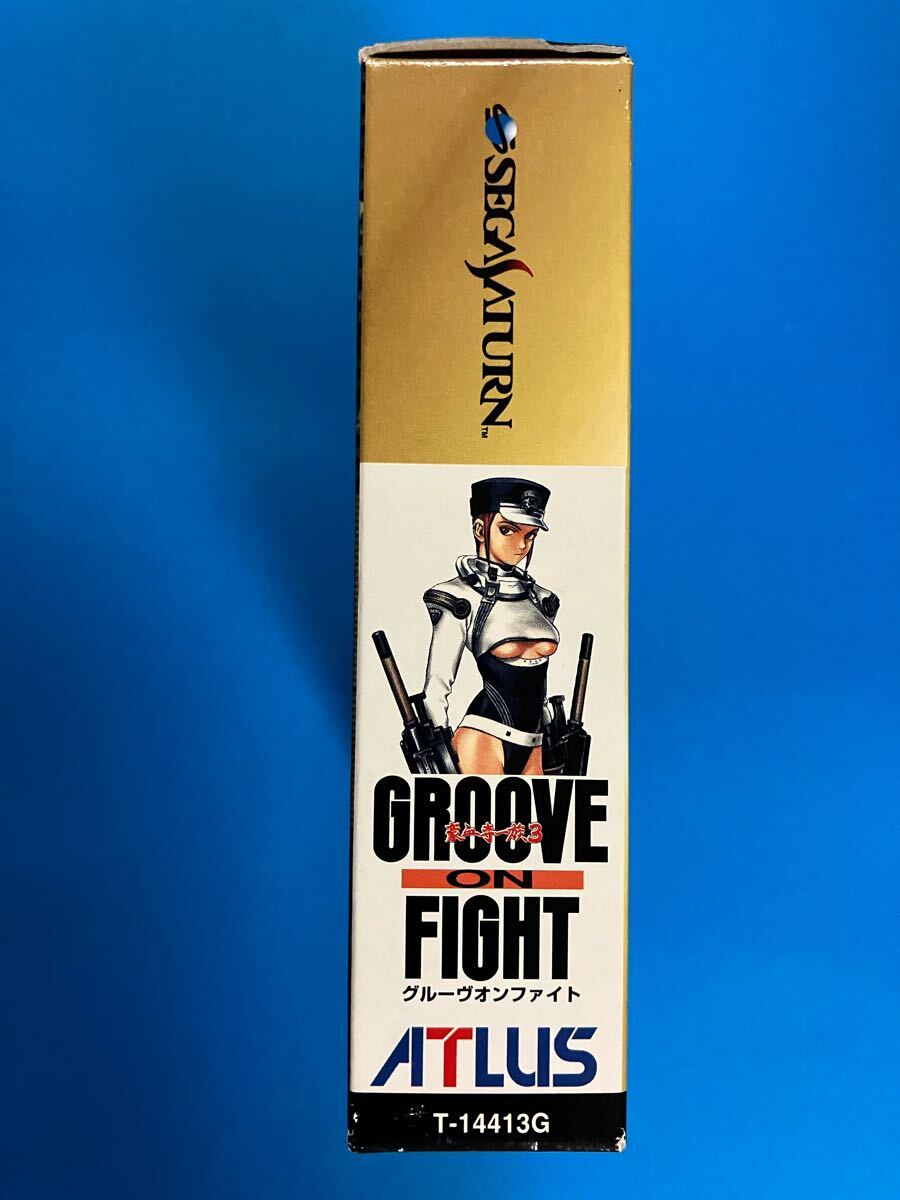 SEGA SATURN™
GROOVE
豪血寺一族3
ON
FIGHT
グルーヴオンファイト
ATLUS
T-14413G